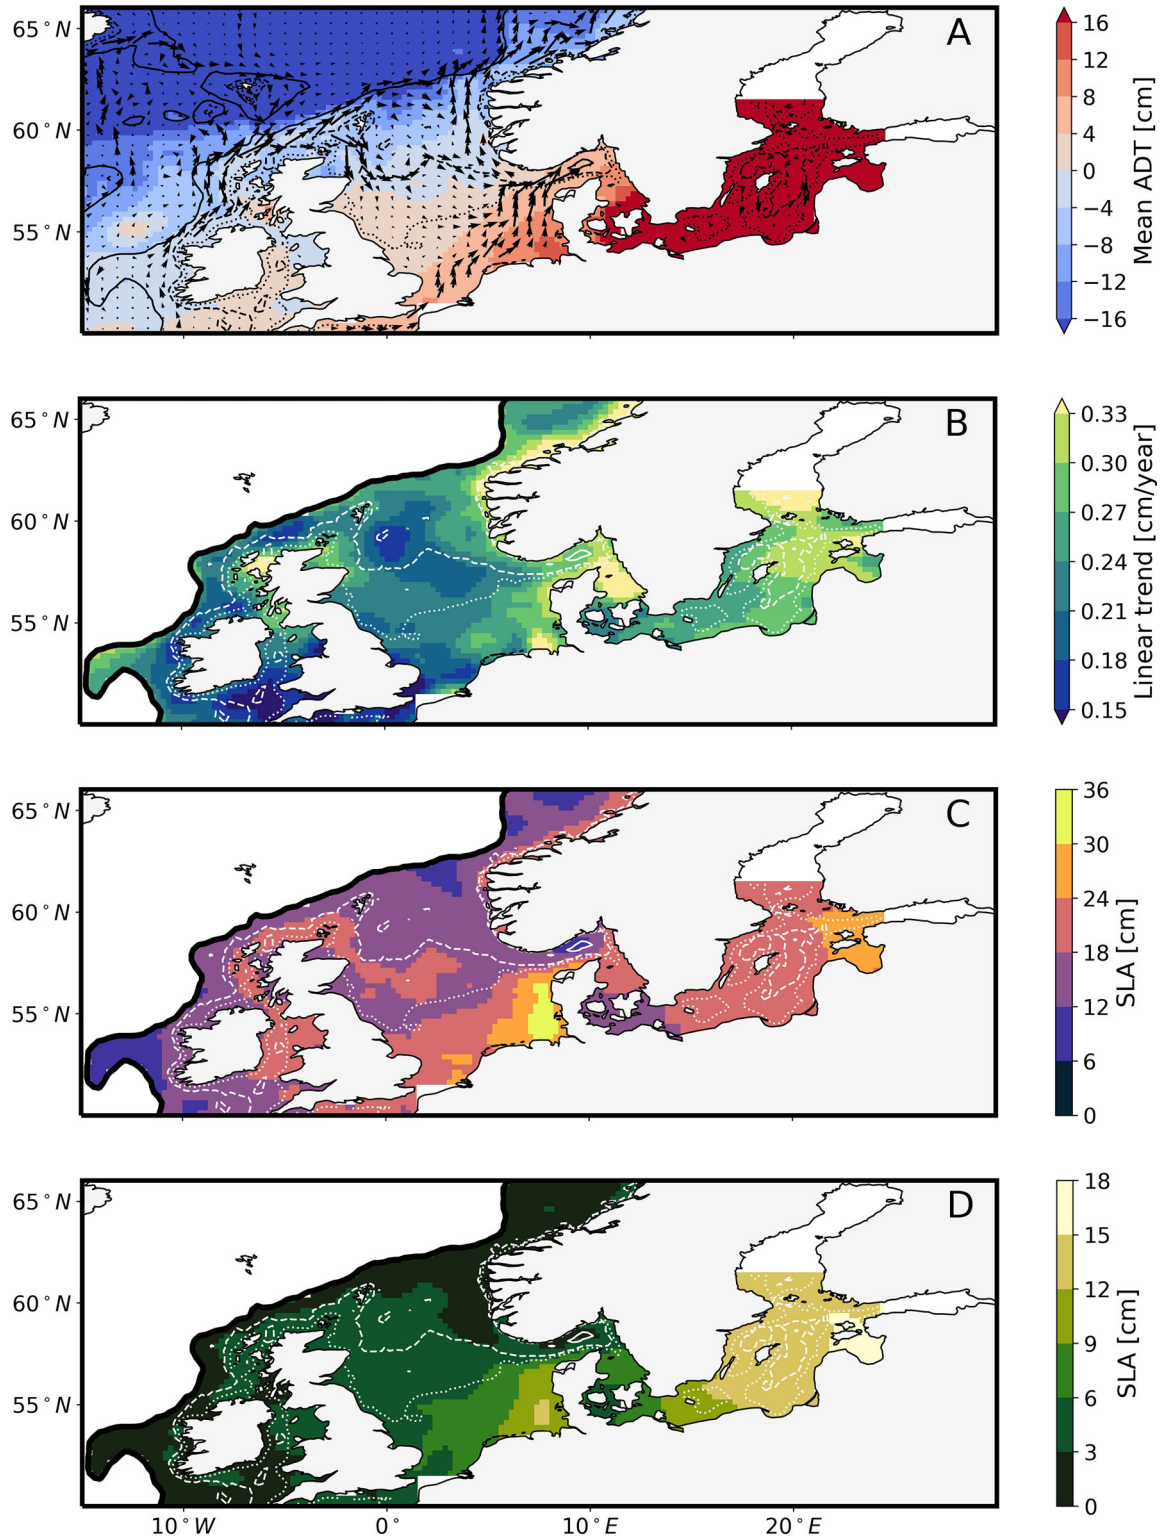 A
65°N
60°N
55°N
16
12
8
4
0
−4
−8
−12
−16
Mean ADT [cm]
B
65°N
60°N
55°N
0.33
0.30
0.27
0.24
0.21
0.18
0.15
Linear trend [cm/year]
C
65°N
60°N
55°N
36
30
24
18
12
6
0
SLA [cm]
D
65°N
60°N
55°N
18
15
12
9
6
3
0
SLA [cm]
10°W 0° 10°E 20°E